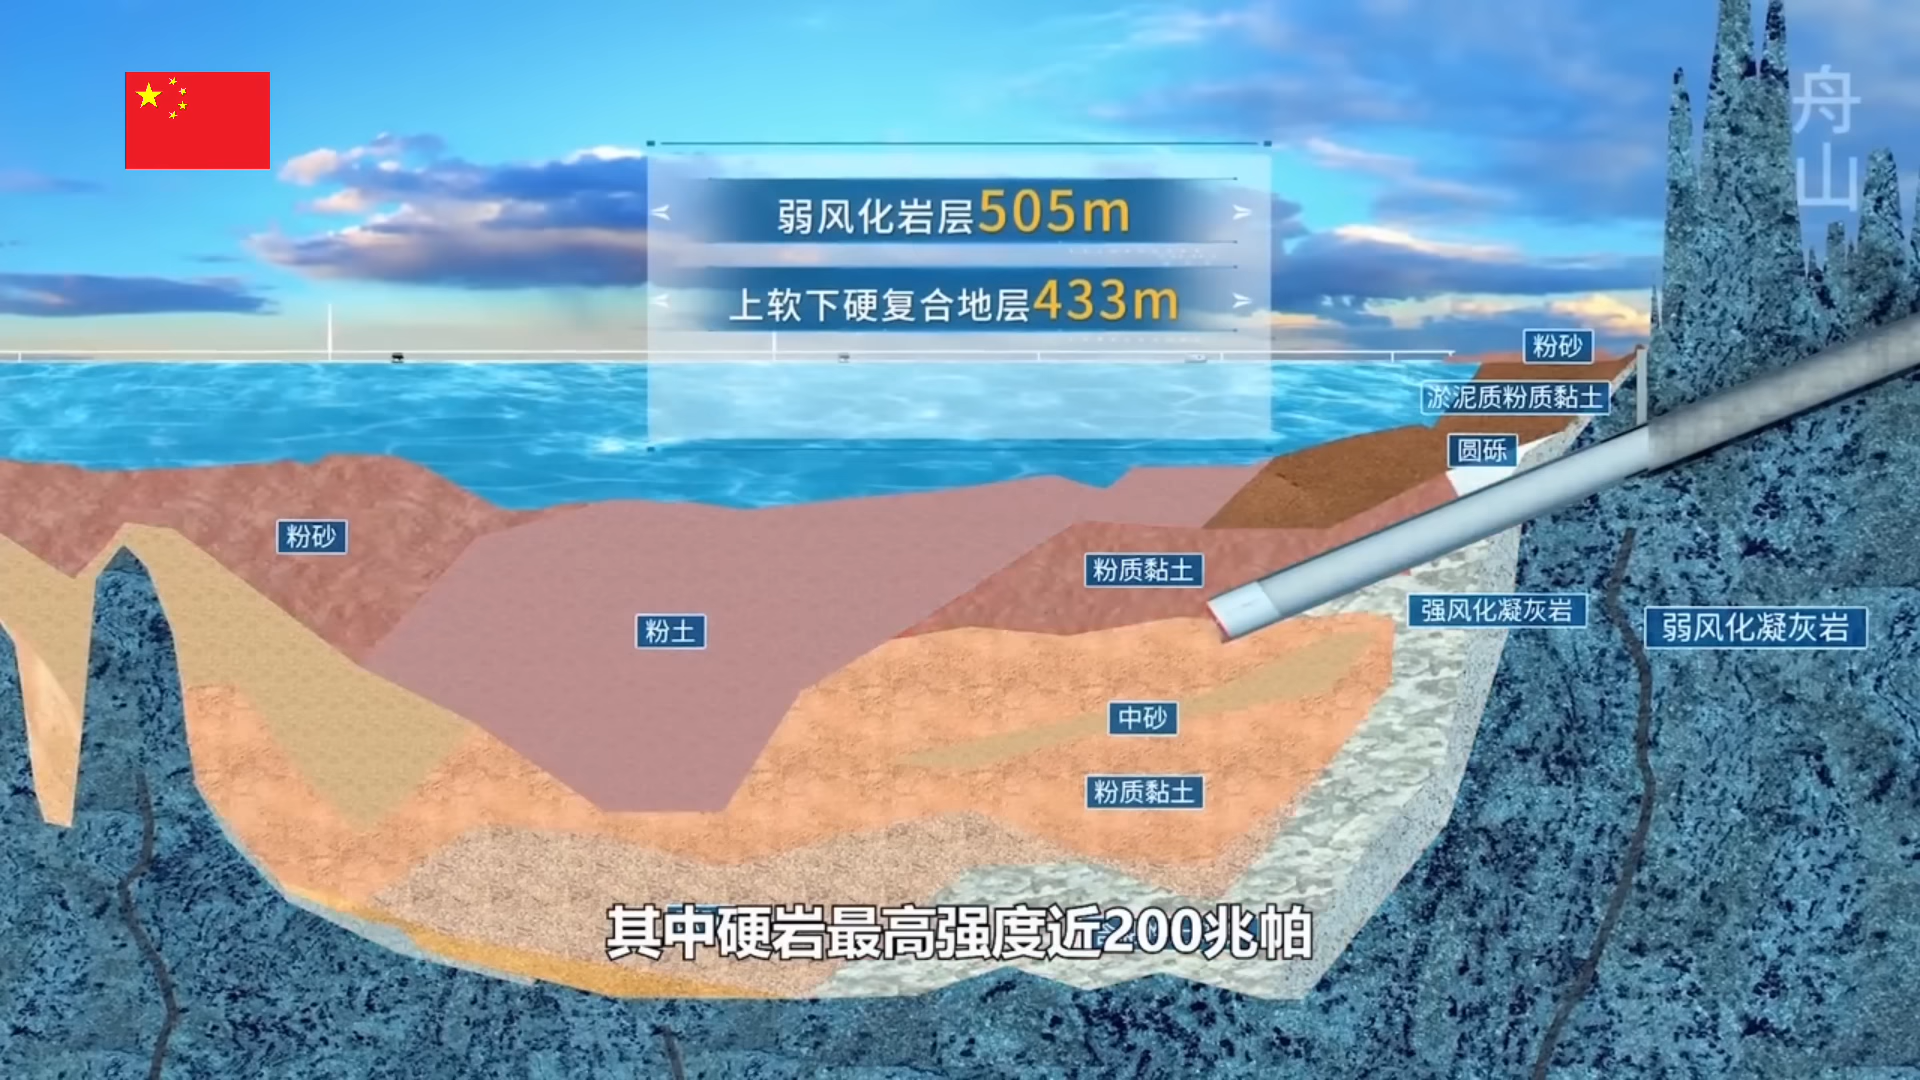 舟山
弱风化岩层505m
上软下硬复合地层433m
粉砂
淤泥质粉质黏土
圆砾
粉砂
粉质黏土
强风化凝灰岩
弱风化凝灰岩
粉土
中砂
粉质黏土
其中硬岩最高强度近200兆帕